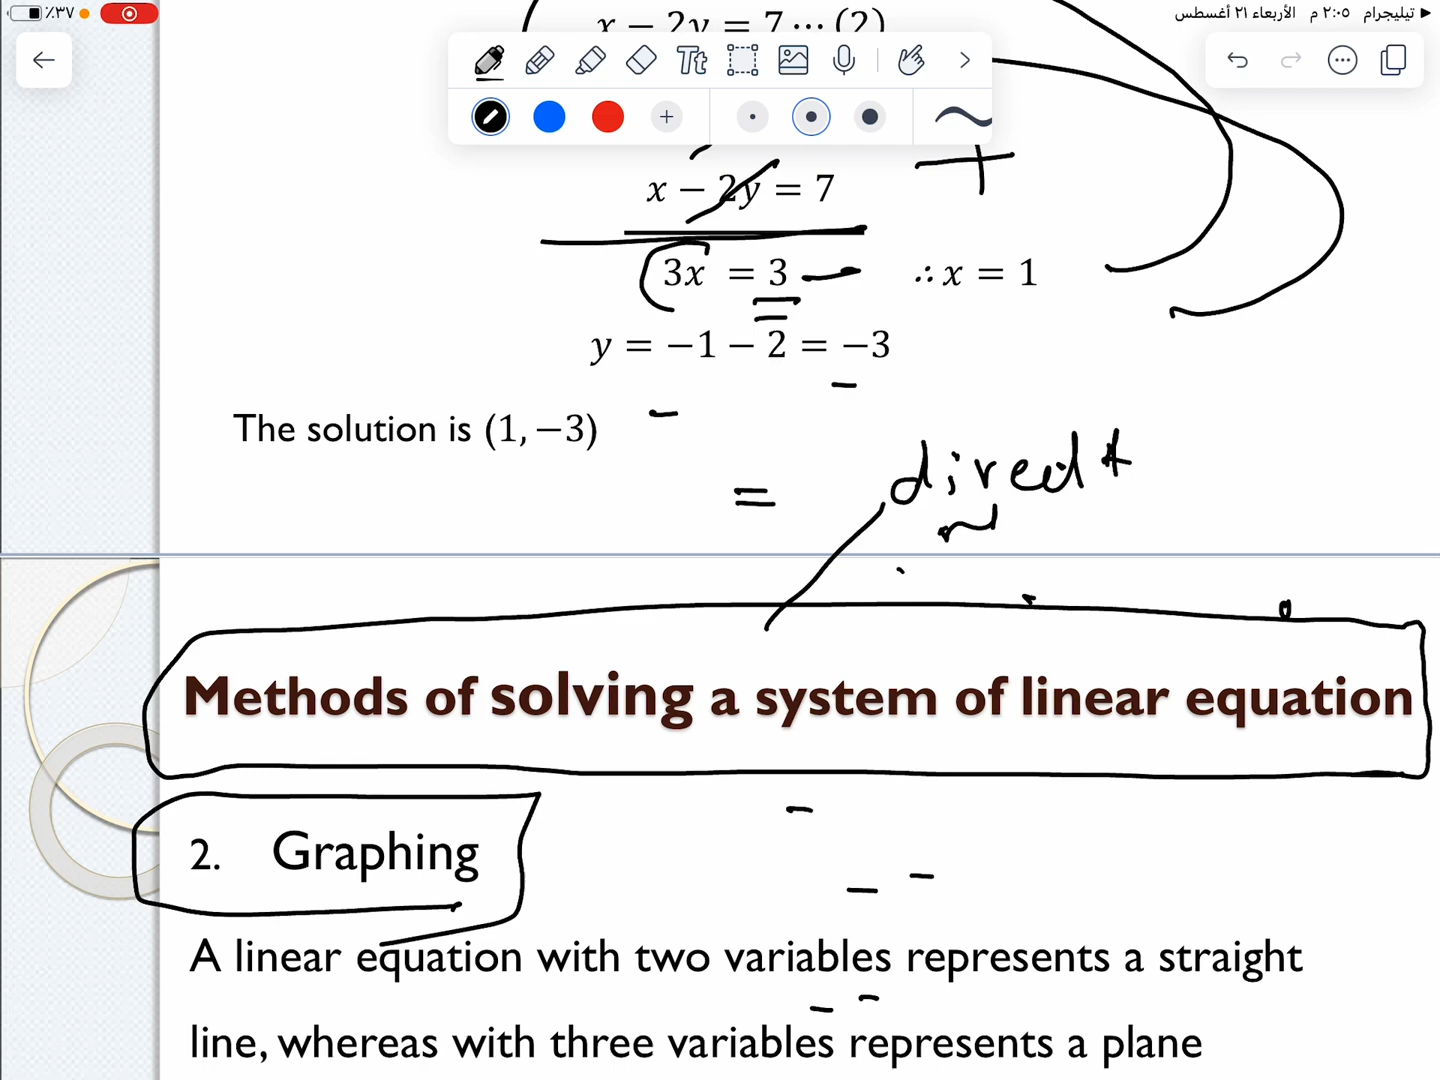 ٪٣٧
◀ تيليجرام ٢:٠٥ م الأربعاء ٢١ أغسطس
x − 2y = 7 ⋯ (2)
Tt
x − 2y = 7
3x = 3 ∴ x = 1
y = −1 − 2 = −3
The solution is (1, −3)
direct
Methods of solving a system of linear equation
2. Graphing
A linear equation with two variables represents a straight
line, whereas with three variables represents a plane